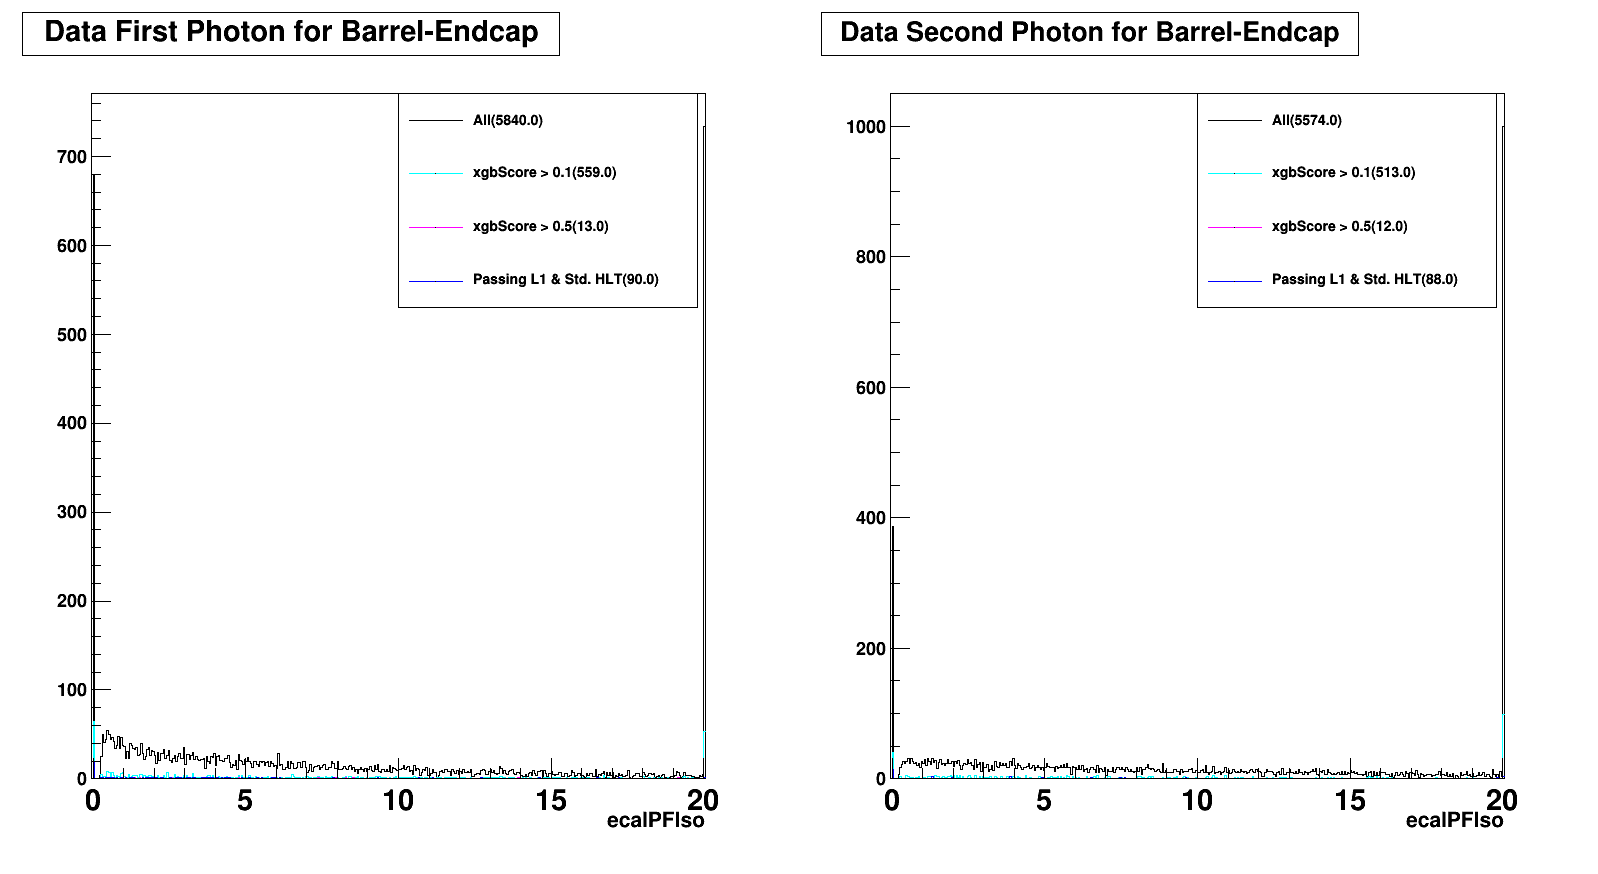 Data First Photon for Barrel-Endcap
All(5840.0)
xgbScore > 0.1(559.0)
xgbScore > 0.5(13.0)
Passing L1 & Std. HLT(90.0)
700
600
500
400
300
200
100
0
0 5 10 15 20
ecalPFIso
Data Second Photon for Barrel-Endcap
All(5574.0)
xgbScore > 0.1(513.0)
xgbScore > 0.5(12.0)
Passing L1 & Std. HLT(88.0)
1000
800
600
400
200
0
0 5 10 15 20
ecalPFIso